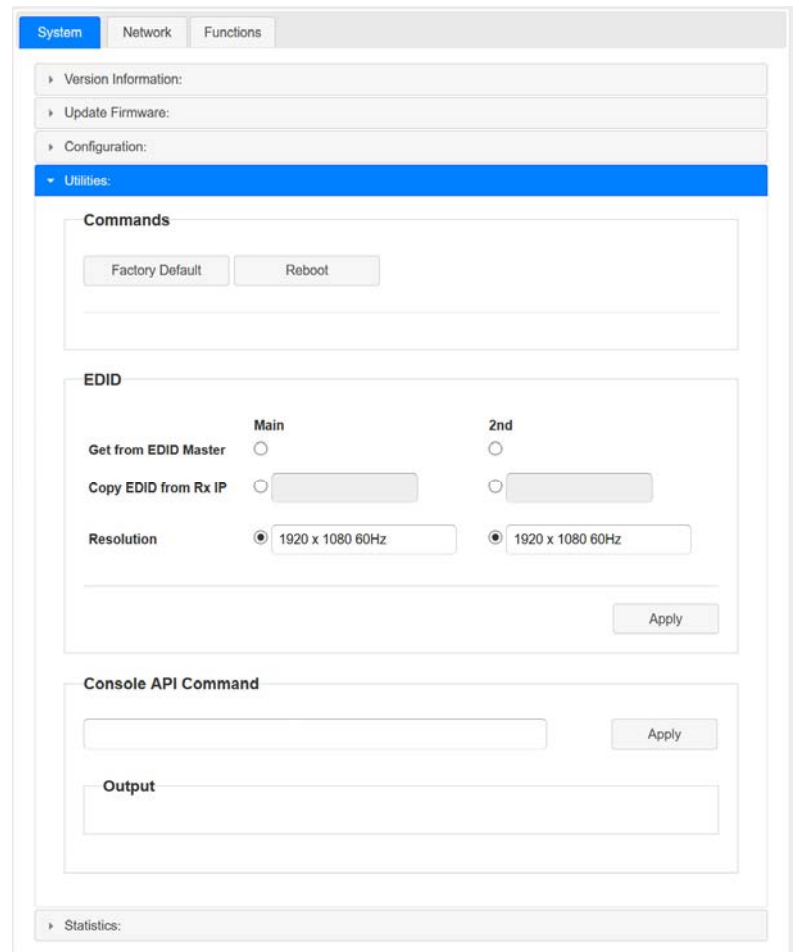 System Network Functions
Version Information:
Update Firmware:
Configuration:
Utilities:
Commands
Factory Default Reboot
EDID
Main 2nd
Get from EDID Master
Copy EDID from Rx IP
Resolution 1920 x 1080 60Hz 1920 x 1080 60Hz
Apply
Console API Command
Apply
Output
Statistics: